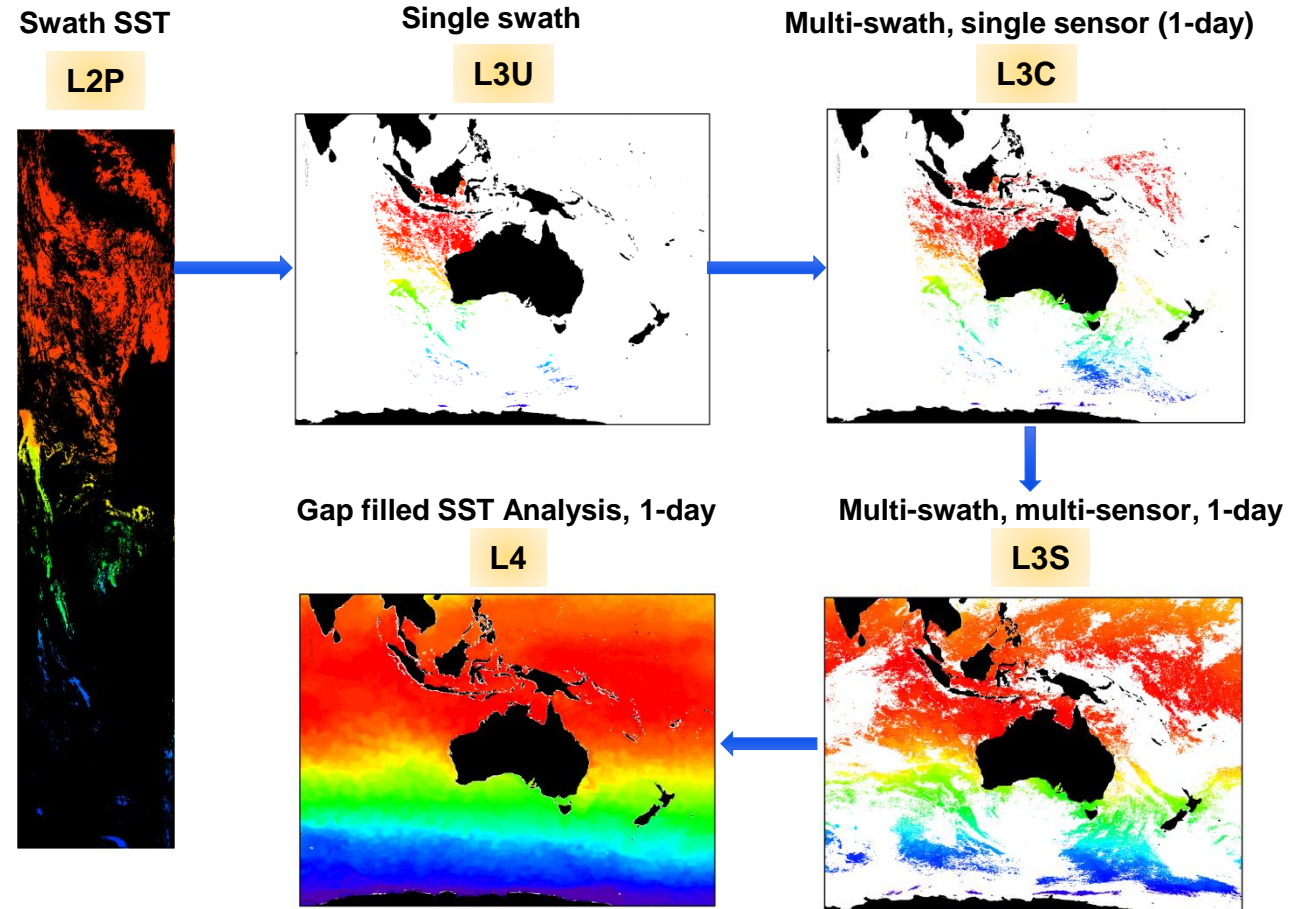 Swath SST
L2P
Single swath
L3U
Multi-swath, single sensor (1-day)
L3C
Gap filled SST Analysis, 1-day
L4
Multi-swath, multi-sensor, 1-day
L3S